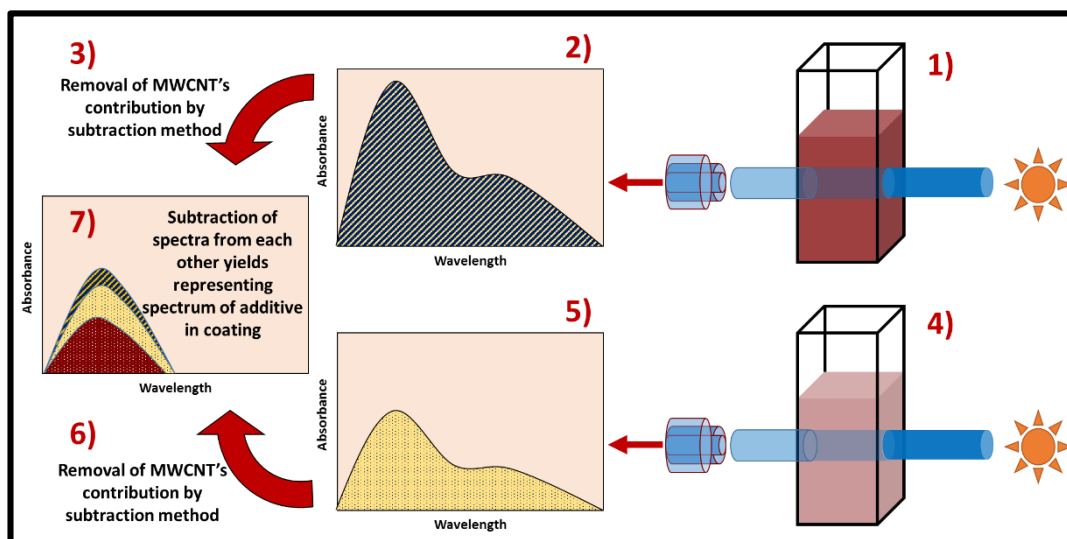 3)
Removal of MWCNT's
contribution by
subtraction method
2)
Absorbance
Wavelength
1)
7)
Subtraction of
spectra from each
other yields
representing
spectrum of additive
in coating
Absorbance
Wavelength
5)
Absorbance
Wavelength
4)
6)
Removal of MWCNT's
contribution by
subtraction method